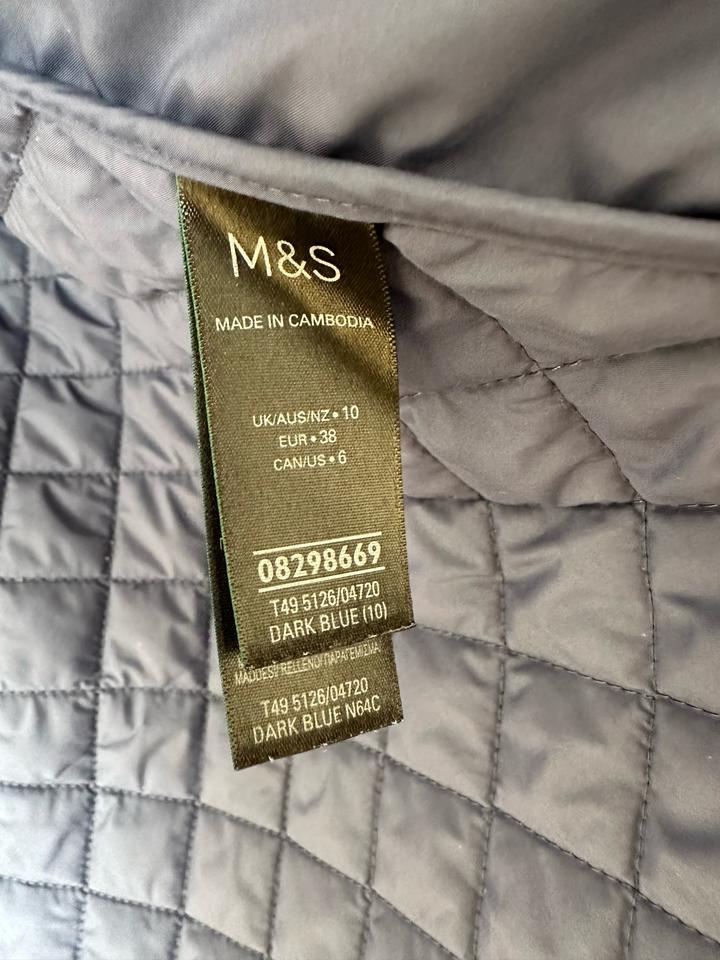 M&S
MADE IN CAMBODIA
UK/AUS/NZ • 10
EUR • 38
CAN/US • 6
08298669
T49 5126/04720
DARK BLUE (10)
T49 5126/04720
DARK BLUE N64C